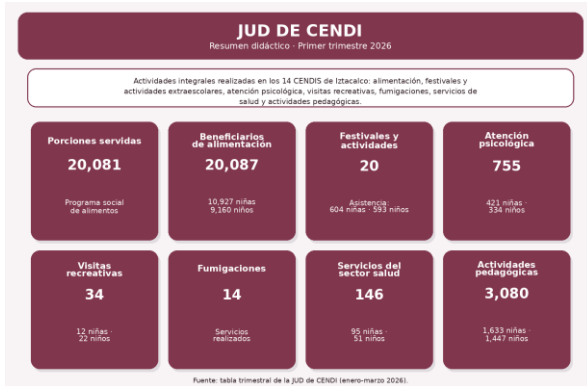 JUD DE CENDI
Resumen didáctico · Primer trimestre 2026
Actividades integrales realizadas en los 14 CENDIS de Iztacalco: alimentación, festivales y
actividades extraescolares, atención psicológica, visitas recreativas, fumigaciones, servicios de
salud y actividades pedagógicas.
Porciones servidas
20,081
Programa social
de alimentos
Beneficiarios
de alimentación
20,087
10,927 niñas
9,160 niños
Festivales y
actividades
20
Asistencia:
604 niñas · 593 niños
Atención
psicológica
755
421 niñas ·
334 niños
Visitas
recreativas
34
12 niñas ·
22 niños
Fumigaciones
14
Servicios
realizados
Servicios del
sector salud
146
95 niñas ·
51 niños
Actividades
pedagógicas
3,080
1,633 niñas ·
1,447 niños
Fuente: tabla trimestral de la JUD de CENDI (enero-marzo 2026).